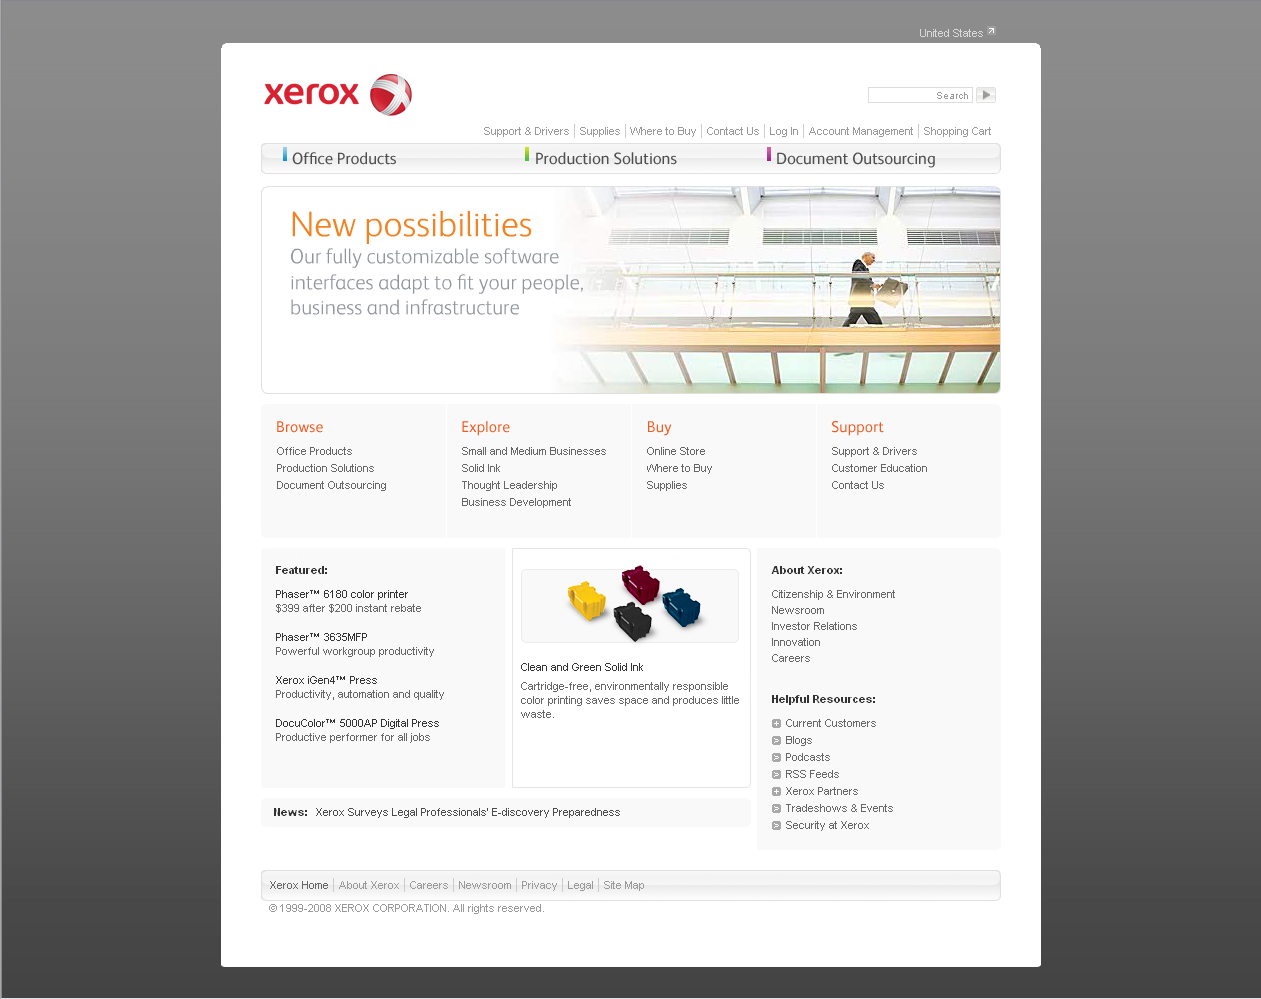 United States
xerox
Search
Support & Drivers Supplies Where to Buy Contact Us Log In Account Management Shopping Cart
Office Products Production Solutions Document Outsourcing
New possibilities
Our fully customizable software
interfaces adapt to fit your people,
business and infrastructure
Browse
Office Products
Production Solutions
Document Outsourcing
Explore
Small and Medium Businesses
Solid Ink
Thought Leadership
Business Development
Buy
Online Store
Where to Buy
Supplies
Support
Support & Drivers
Customer Education
Contact Us
Featured:
Phaser™ 6180 color printer
$399 after $200 instant rebate
Phaser™ 3635MFP
Powerful workgroup productivity
Xerox iGen4™ Press
Productivity, automation and quality
DocuColor™ 5000AP Digital Press
Productive performer for all jobs
Clean and Green Solid Ink
Cartridge-free, environmentally responsible
color printing saves space and produces little
waste.
About Xerox:
Citizenship & Environment
Newsroom
Investor Relations
Innovation
Careers
Helpful Resources:
Current Customers
Blogs
Podcasts
RSS Feeds
Xerox Partners
Tradeshows & Events
Security at Xerox
News: Xerox Surveys Legal Professionals' E-discovery Preparedness
Xerox Home About Xerox Careers Newsroom Privacy Legal Site Map
© 1999-2008 XEROX CORPORATION. All rights reserved.